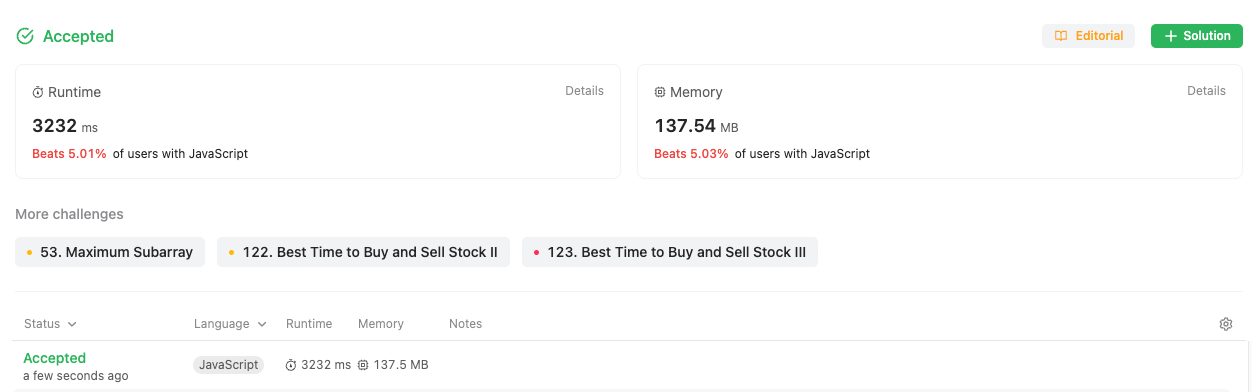 Accepted
Editorial
Solution
Runtime
Details
3232 ms
Beats 5.01% of users with JavaScript
Memory
Details
137.54 MB
Beats 5.03% of users with JavaScript
More challenges
53. Maximum Subarray
122. Best Time to Buy and Sell Stock II
123. Best Time to Buy and Sell Stock III
Status Language Runtime Memory Notes
Accepted
a few seconds ago
JavaScript 3232 ms 137.5 MB